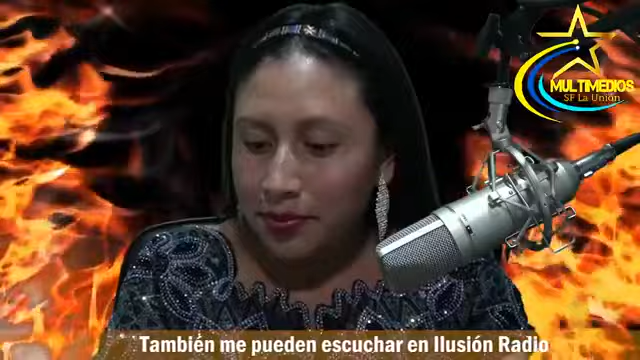 MULTIMEDIOS
SF La Unión
También me pueden escuchar en Ilusión Radio